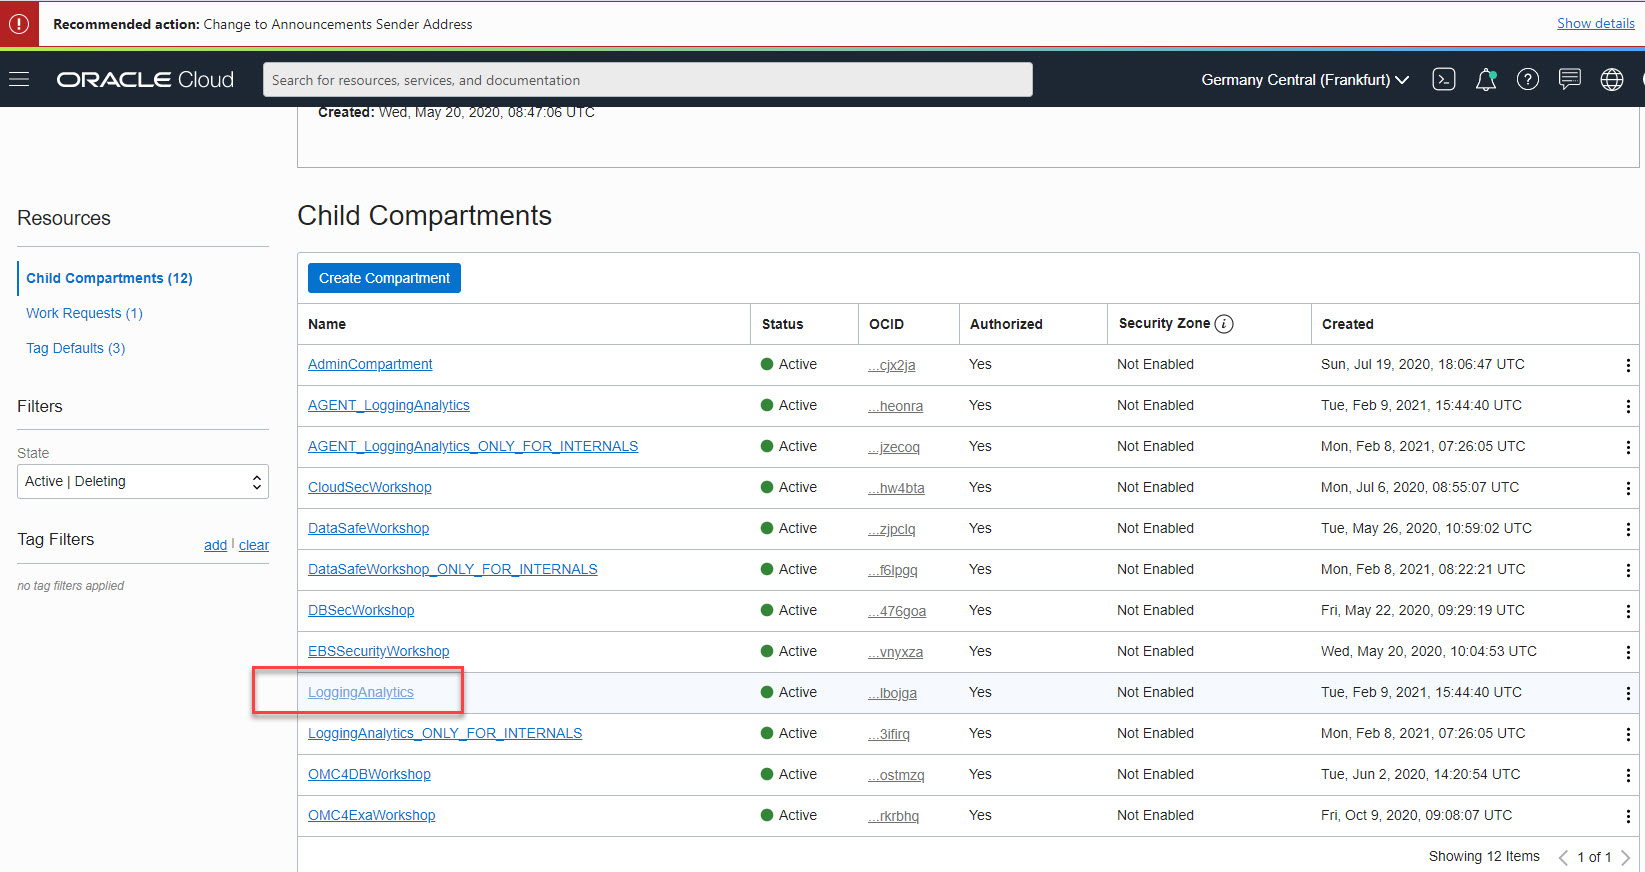 Recommended action: Change to Announcements Sender Address
Show details
ORACLE Cloud
Search for resources, services, and documentation
Germany Central (Frankfurt)
Created: Wed, May 20, 2020, 08:47:06 UTC
Resources
Child Compartments (12)
Work Requests (1)
Tag Defaults (3)
Filters
State
Active | Deleting
Tag Filters
add | clear
no tag filters applied
Child Compartments
Create Compartment
Name Status OCID Authorized Security Zone i Created
AdminCompartment Active ...cjx2ja Yes Not Enabled Sun, Jul 19, 2020, 18:06:47 UTC
AGENT_LoggingAnalytics Active ...heonra Yes Not Enabled Tue, Feb 9, 2021, 15:44:40 UTC
AGENT_LoggingAnalytics_ONLY_FOR_INTERNALS Active ...jzecoq Yes Not Enabled Mon, Feb 8, 2021, 07:26:05 UTC
CloudSecWorkshop Active ...hw4bta Yes Not Enabled Mon, Jul 6, 2020, 08:55:07 UTC
DataSafeWorkshop Active ...zjpclq Yes Not Enabled Tue, May 26, 2020, 10:59:02 UTC
DataSafeWorkshop_ONLY_FOR_INTERNALS Active ...f6lpgq Yes Not Enabled Mon, Feb 8, 2021, 08:22:21 UTC
DBSecWorkshop Active ...476goa Yes Not Enabled Fri, May 22, 2020, 09:29:19 UTC
EBSSecurityWorkshop Active ...vnyxza Yes Not Enabled Wed, May 20, 2020, 10:04:53 UTC
LoggingAnalytics Active ...lbojga Yes Not Enabled Tue, Feb 9, 2021, 15:44:40 UTC
LoggingAnalytics_ONLY_FOR_INTERNALS Active ...3ifirq Yes Not Enabled Mon, Feb 8, 2021, 07:26:05 UTC
OMC4DBWorkshop Active ...ostmzq Yes Not Enabled Tue, Jun 2, 2020, 14:20:54 UTC
OMC4ExaWorkshop Active ...rkrbhq Yes Not Enabled Fri, Oct 9, 2020, 09:08:07 UTC
Showing 12 Items < 1 of 1 >